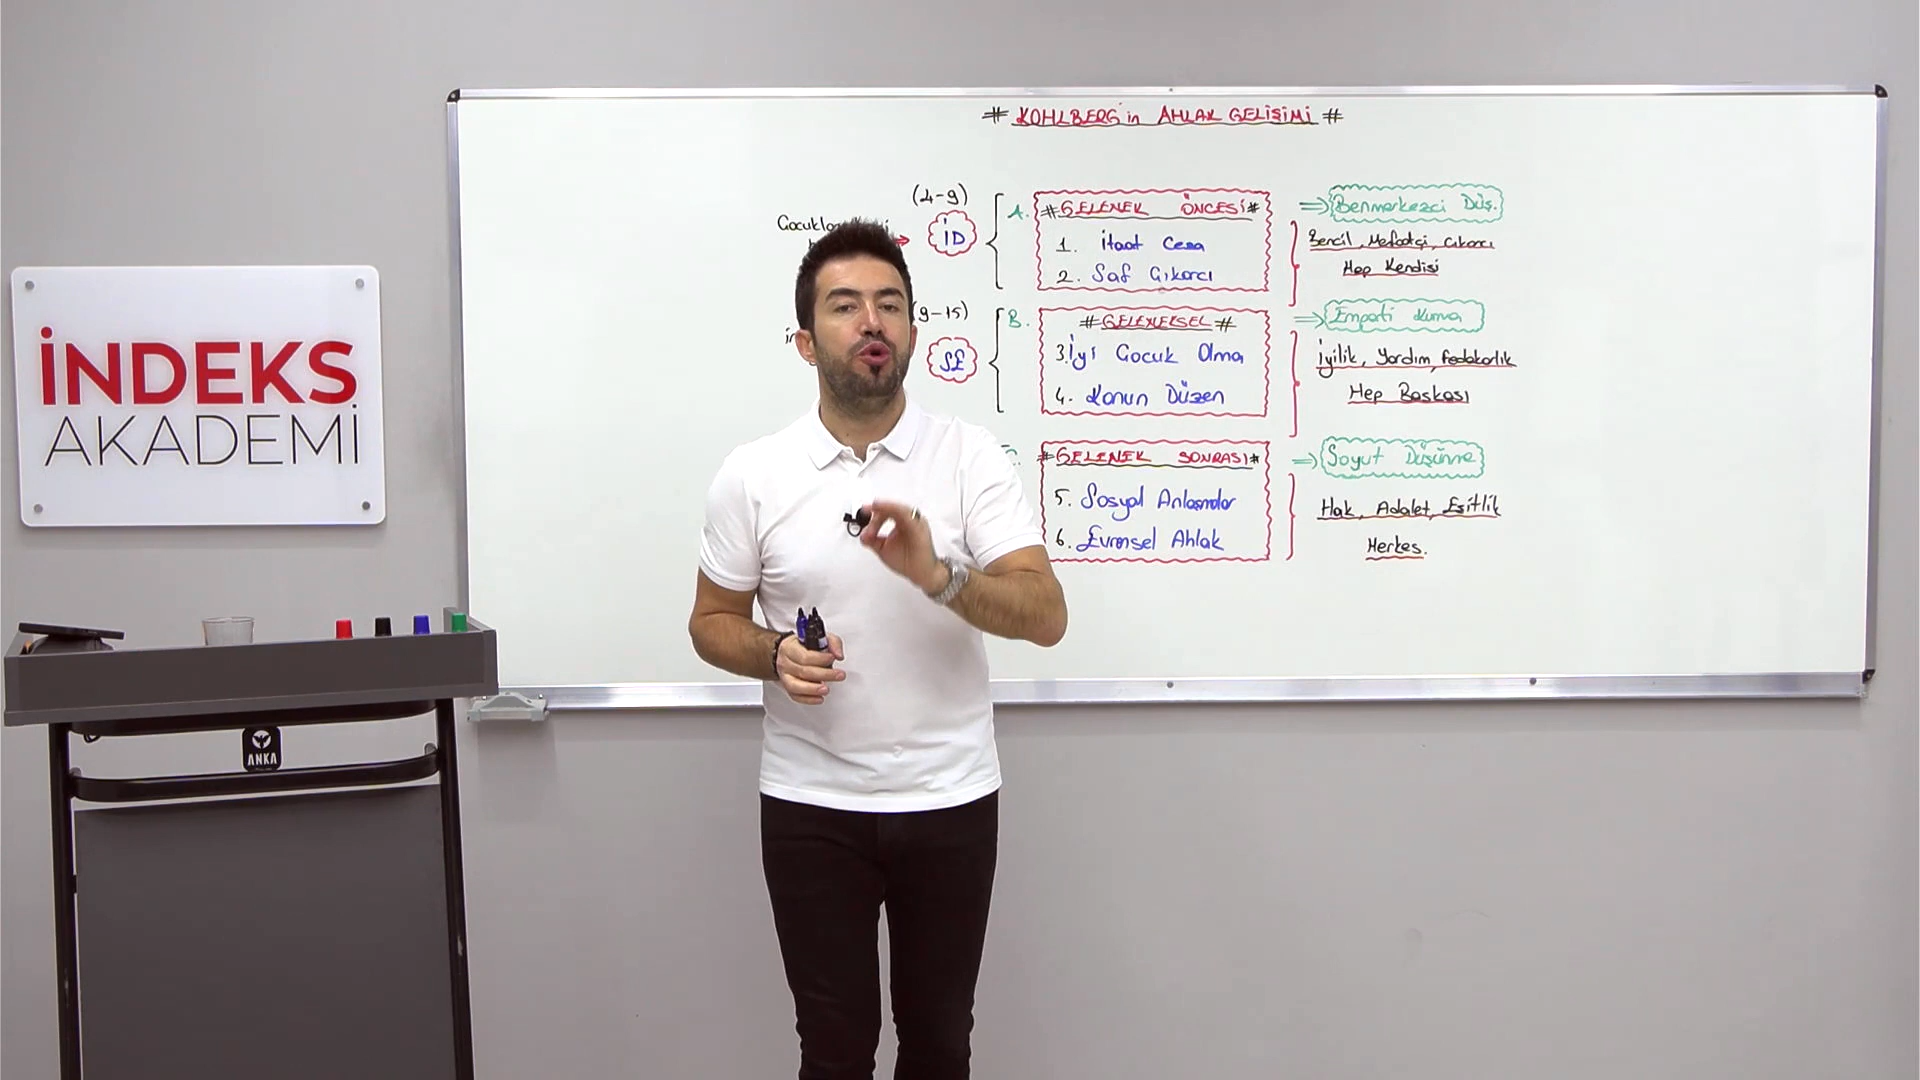 # KOHLBERG'in AHLAK GELİŞİMİ #
(4-9)
İD
A. #GELENEK ÖNCESİ#
1. İtaat Ceza
2. Saf Çıkarcı
⇒ Benmerkezci Düş.
Bencil, Menfaatçi, Çıkarcı
Hep Kendisi
9-15)
SE
B. #GELENEKSEL#
3. İyi Çocuk Olma
4. Kanun Düzen
⇒ Empati Kurma
İyilik, Yardım, Fedakarlık
Hep Başkası
#GELENEK SONRASI#
5. Sosyal Anlaşmalar
6. Evrensel Ahlak
⇒ Soyut Düşünme
Hak, Adalet, Eşitlik
Herkes.
İNDEKS
AKADEMİ
ANKA